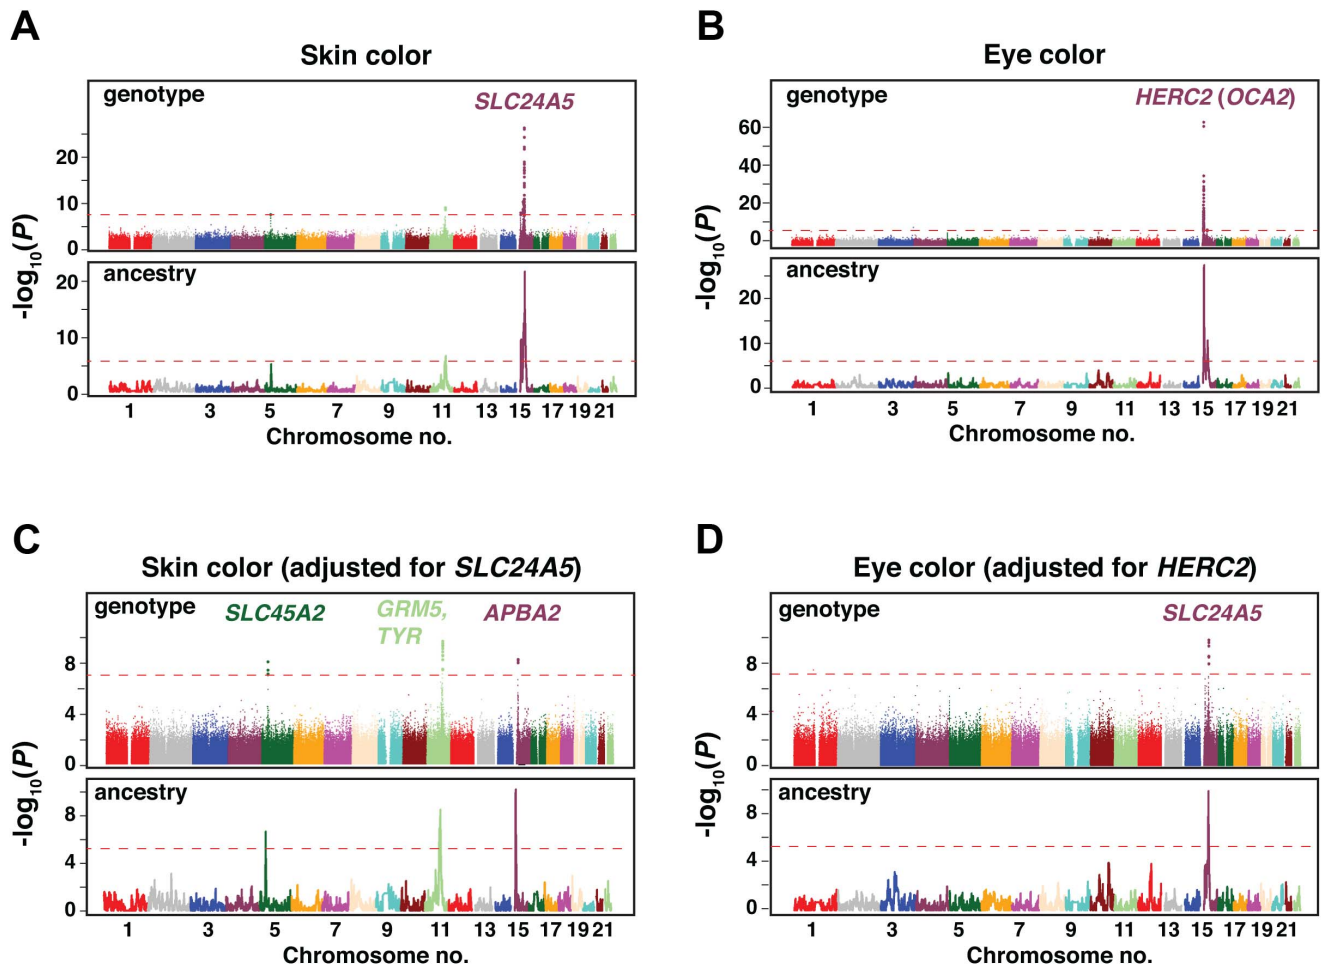 A
Skin color
genotype
SLC24A5
20
10
0
ancestry
20
10
0
-log10(P)
1 3 5 7 9 11 13 15 17 19 21
Chromosome no.
B
Eye color
genotype
HERC2 (OCA2)
60
40
20
0
ancestry
20
10
0
-log10(P)
1 3 5 7 9 11 13 15 17 19 21
Chromosome no.
C
Skin color (adjusted for SLC24A5)
genotype
SLC45A2
GRM5,
TYR
APBA2
8
4
0
ancestry
8
4
0
-log10(P)
1 3 5 7 9 11 13 15 17 19 21
Chromosome no.
D
Eye color (adjusted for HERC2)
genotype
SLC24A5
8
4
0
ancestry
8
4
0
-log10(P)
1 3 5 7 9 11 13 15 17 19 21
Chromosome no.